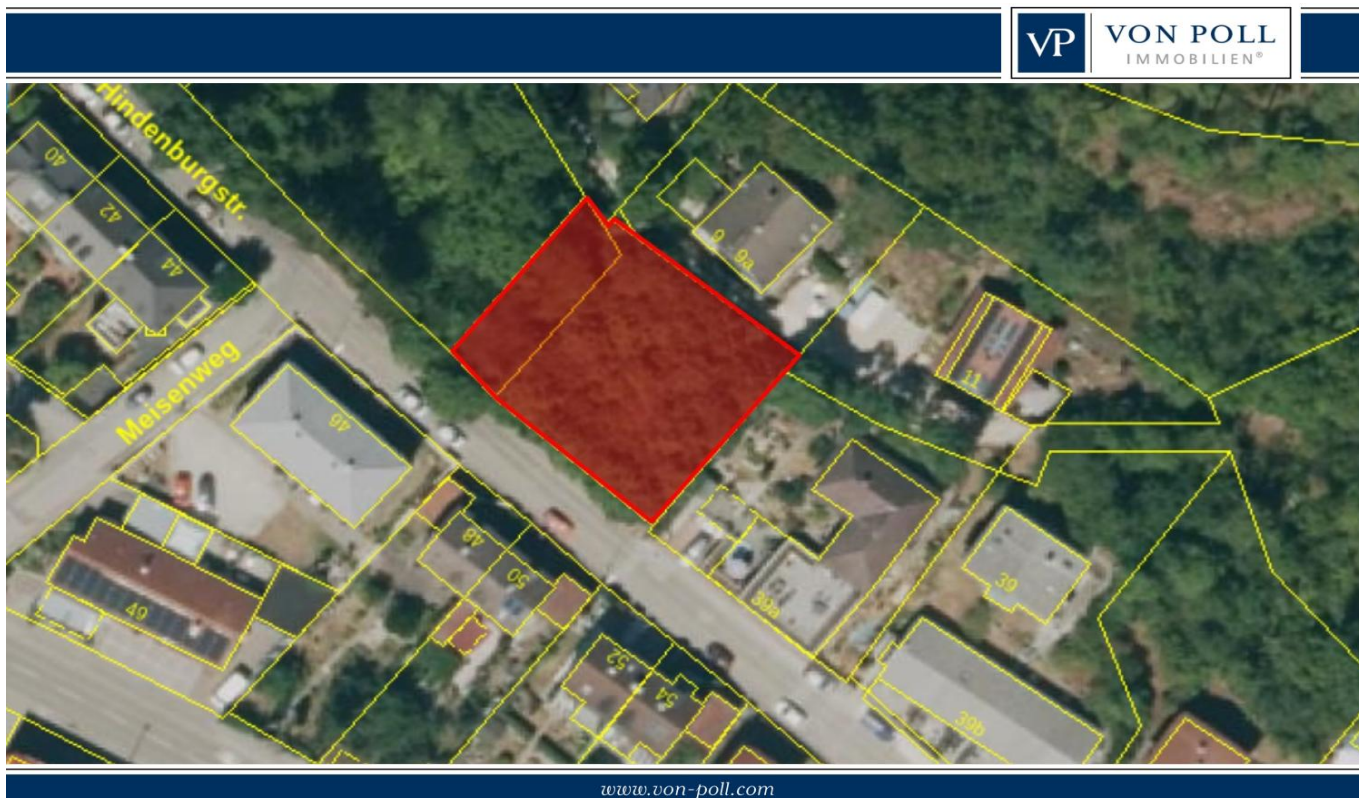 VP VON POLL
IMMOBILIEN®
Hindenburgstr.
40
42
44
Meisenweg
46
9
9a
11
48
50
49
39a
39
52
54
39b
www.von-poll.com